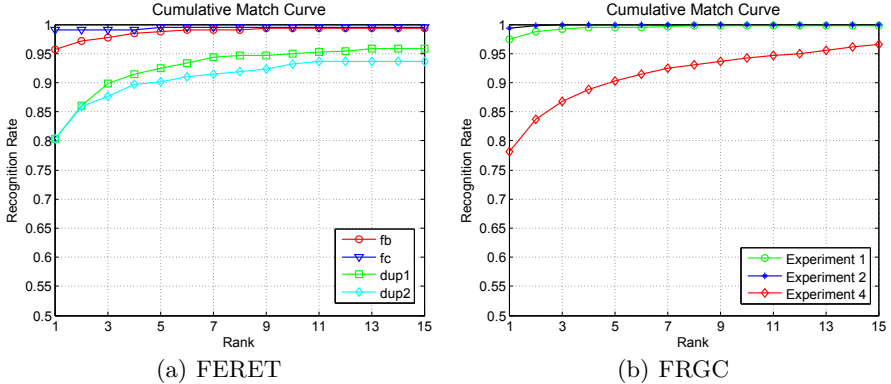 Cumulative Match Curve
1
0.95
0.9
0.85
0.8
0.75
0.7
0.65
0.6
0.55
0.5
Recognition Rate
1 3 5 7 9 11 13 15
Rank
fb
fc
dup1
dup2
(a) FERET
Cumulative Match Curve
1
0.95
0.9
0.85
0.8
0.75
0.7
0.65
0.6
0.55
0.5
Recognition Rate
1 3 5 7 9 11 13 15
Rank
Experiment 1
Experiment 2
Experiment 4
(b) FRGC